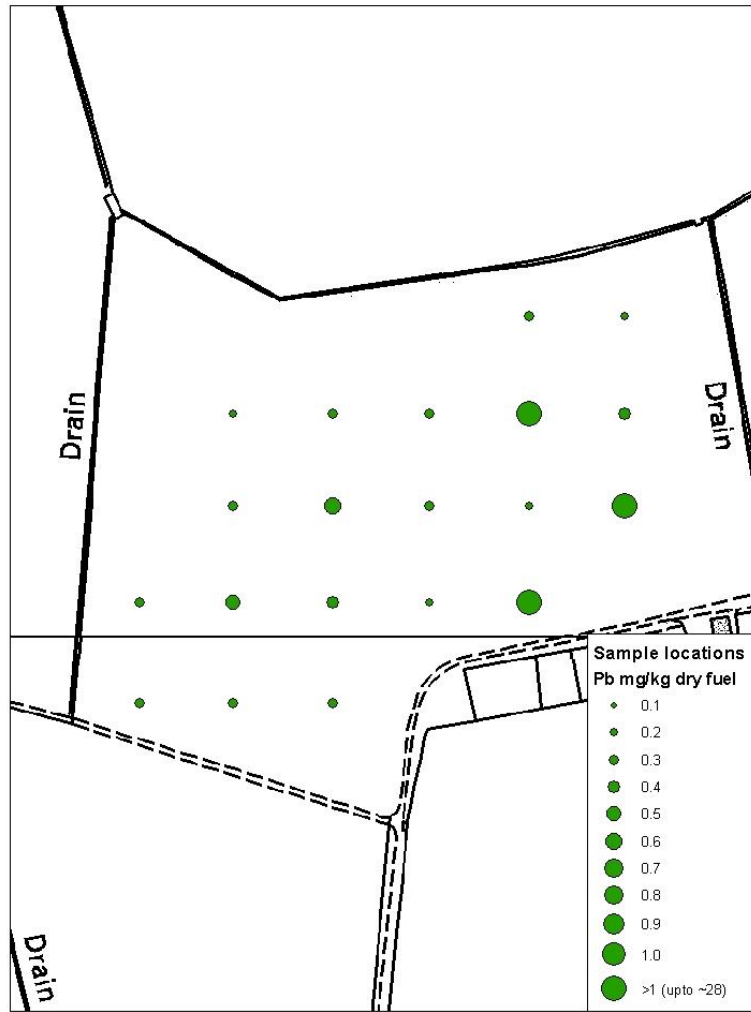 Drain
Drain
Sample locations
Pb mg/kg dry fuel
0.1
0.2
0.3
0.4
0.5
0.6
0.7
0.8
0.9
1.0
>1 (upto ~28)
Drain